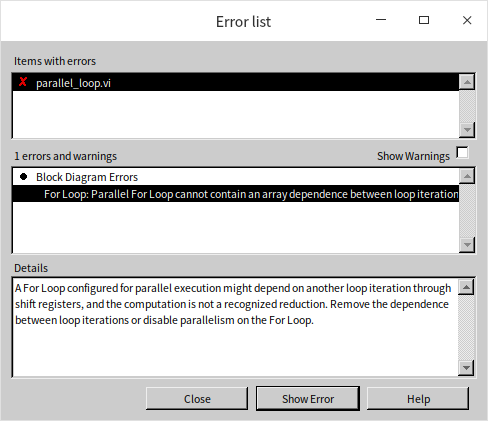 Error list
Items with errors
parallel_loop.vi
1 errors and warnings Show Warnings
Block Diagram Errors
For Loop: Parallel For Loop cannot contain an array dependence between loop iteration
Details
A For Loop configured for parallel execution might depend on another loop iteration through
shift registers, and the computation is not a recognized reduction. Remove the dependence
between loop iterations or disable parallelism on the For Loop.
Close Show Error Help